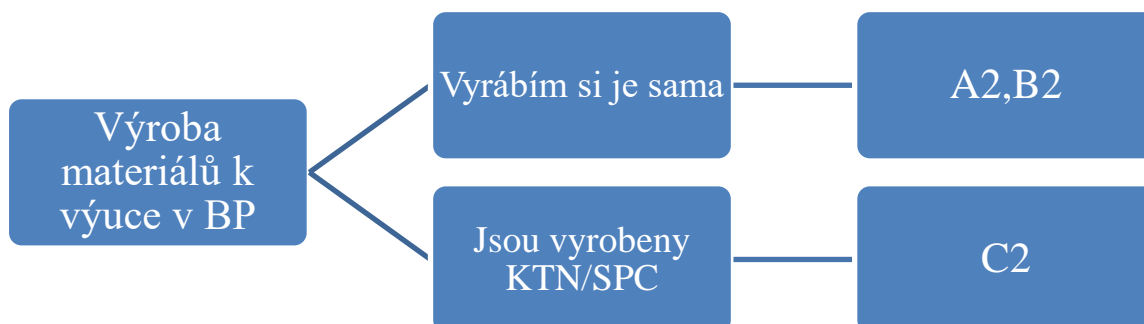 Výroba
materiálů k
výuce v BP
Vyrábím si je sama
A2,B2
Jsou vyrobeny
KTN/SPC
C2